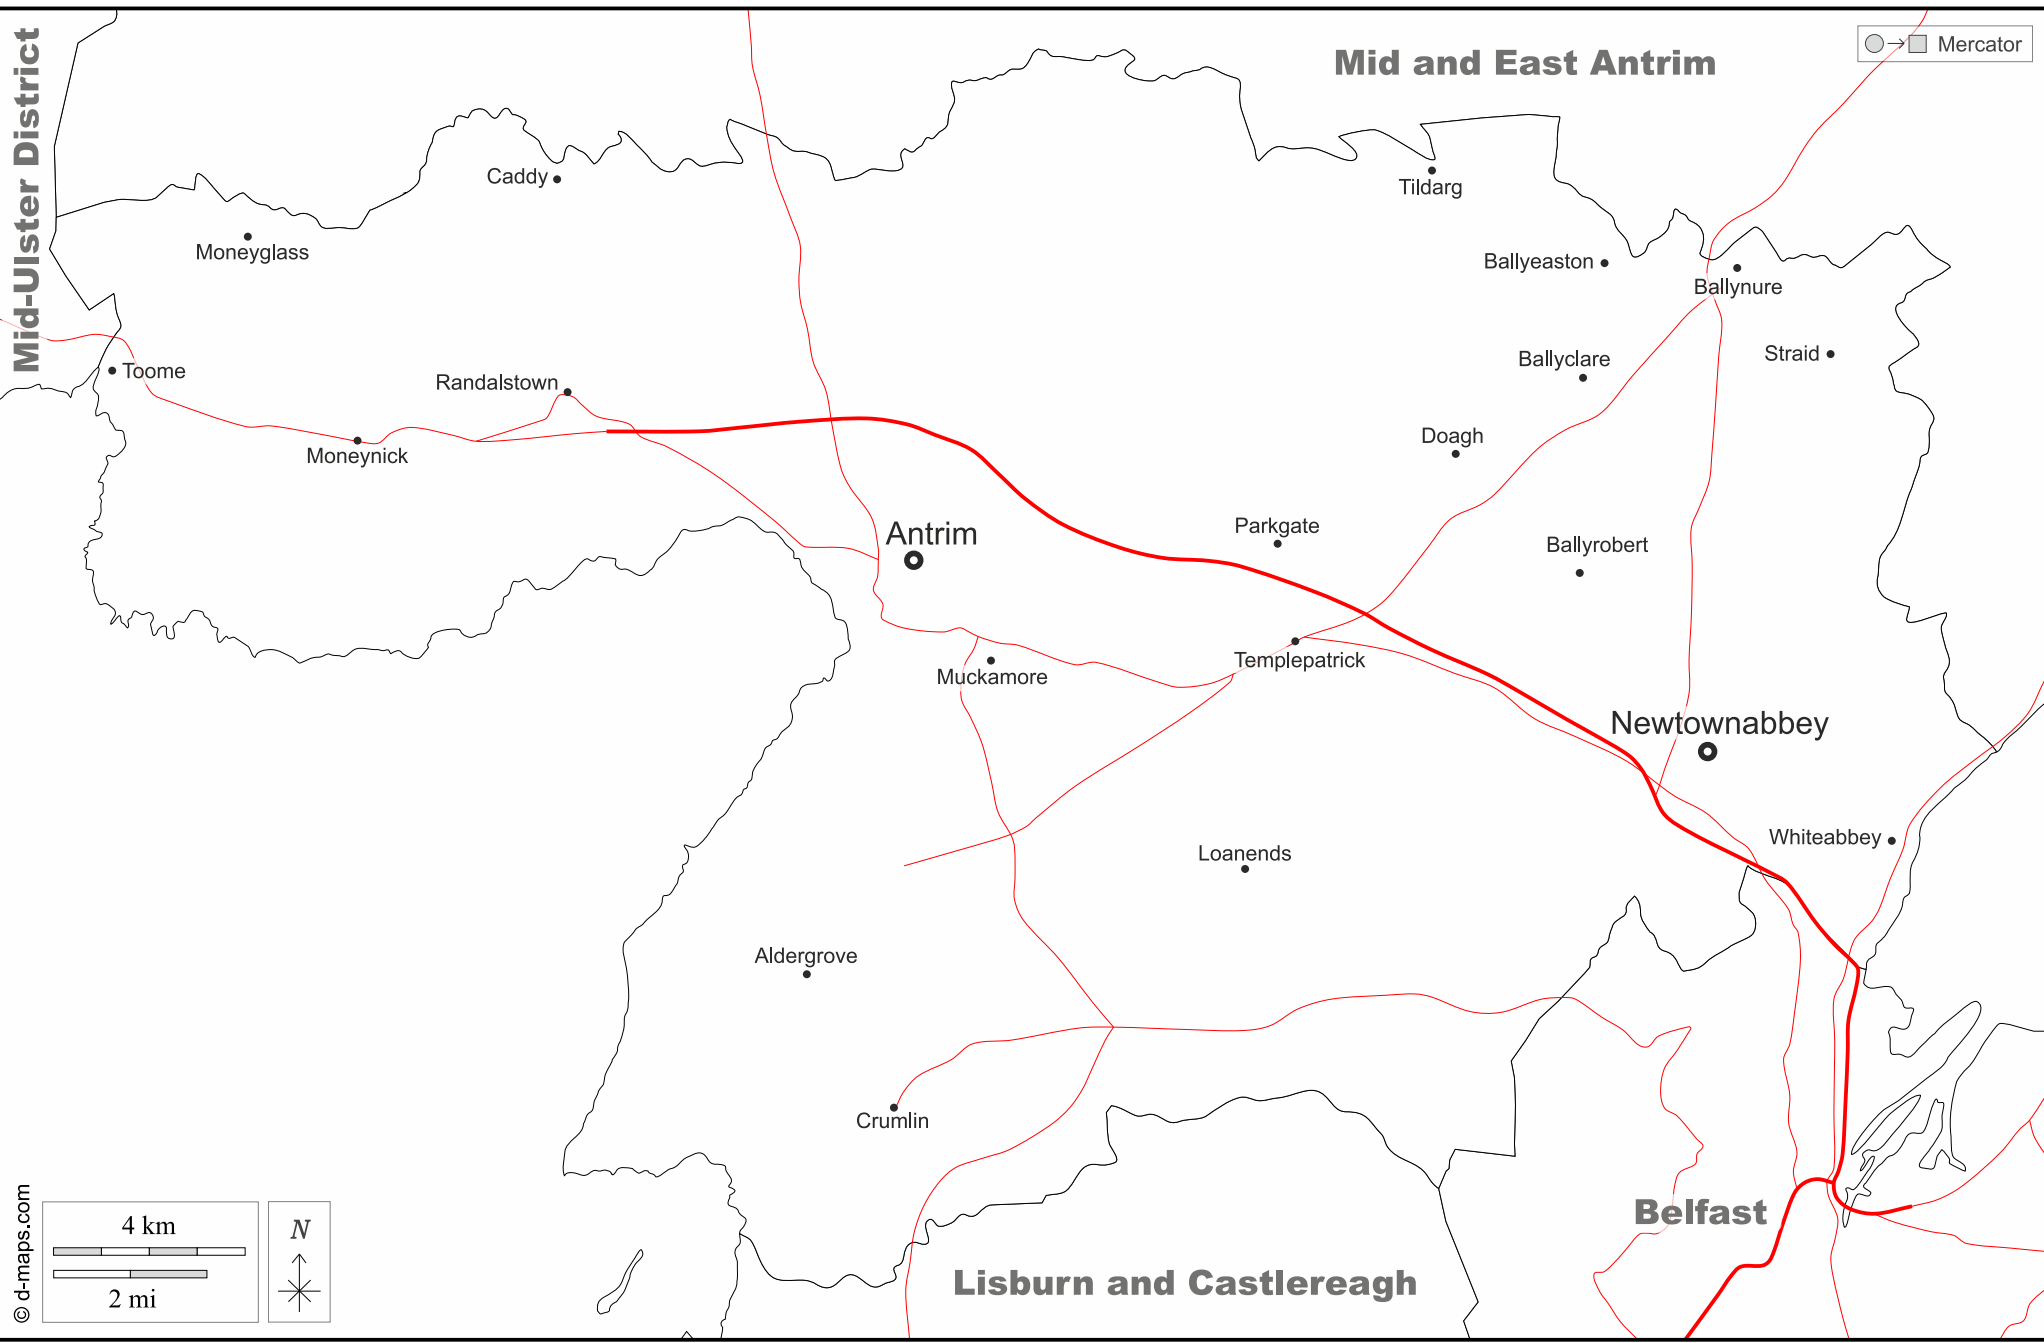 Mid-Ulster District
Mid and East Antrim
Mercator
Caddy
Tildarg
Moneyglass
Ballyeaston
Ballynure
Toome
Randalstown
Ballyclare
Straid
Moneynick
Doagh
Antrim
Parkgate
Ballyrobert
Muckamore
Templepatrick
Newtownabbey
Whiteabbey
Loanends
Aldergrove
Crumlin
Belfast
Lisburn and Castlereagh
© d-maps.com
4 km
2 mi
N